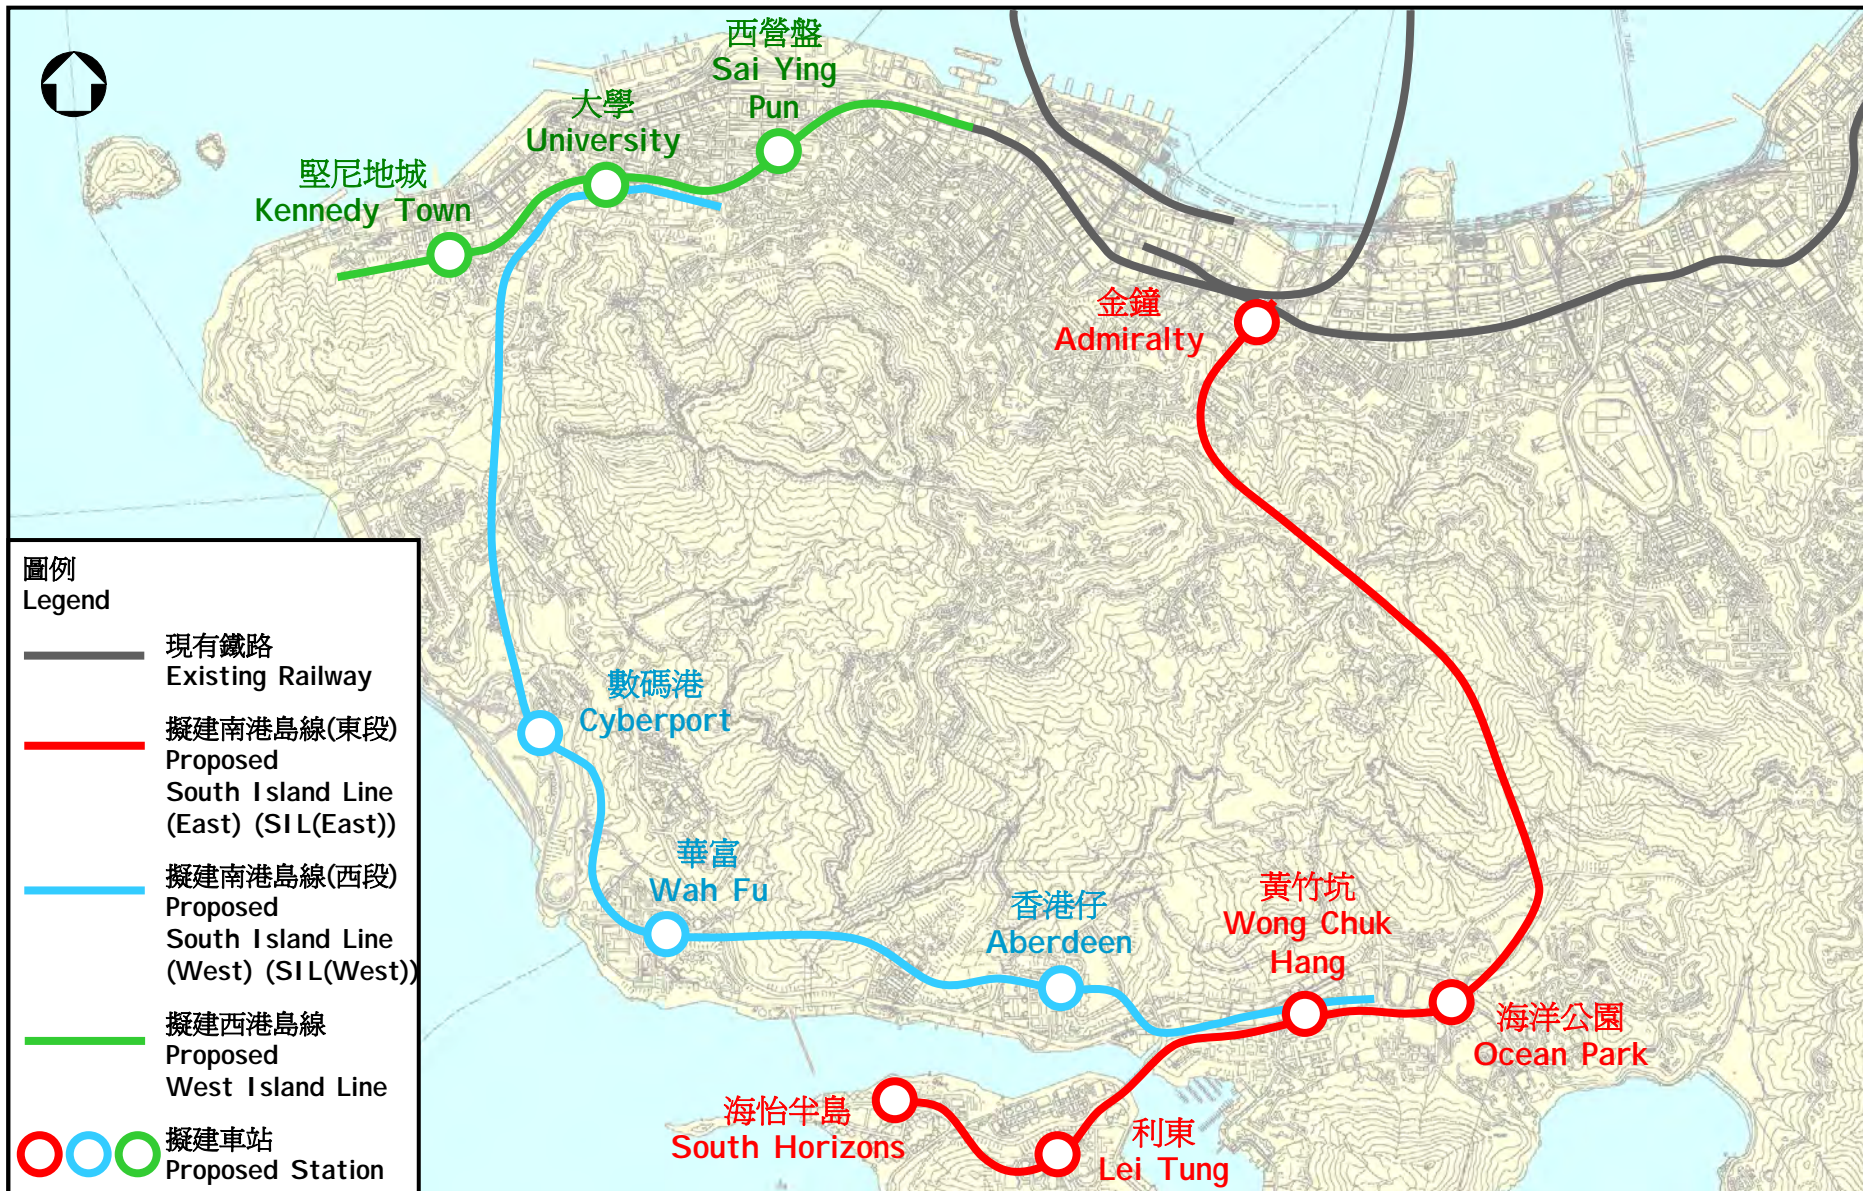 西營盤
Sai Ying
Pun
大學
University
堅尼地城
Kennedy Town
金鐘
Admiralty
數碼港
Cyberport
華富
Wah Fu
香港仔
Aberdeen
黃竹坑
Wong Chuk
Hang
海洋公園
Ocean Park
海怡半島
South Horizons
利東
Lei Tung
圖例
Legend
現有鐵路
Existing Railway
擬建南港島線(東段)
Proposed
South Island Line
(East) (SIL(East))
擬建南港島線(西段)
Proposed
South Island Line
(West) (SIL(West))
擬建西港島線
Proposed
West Island Line
擬建車站
Proposed Station